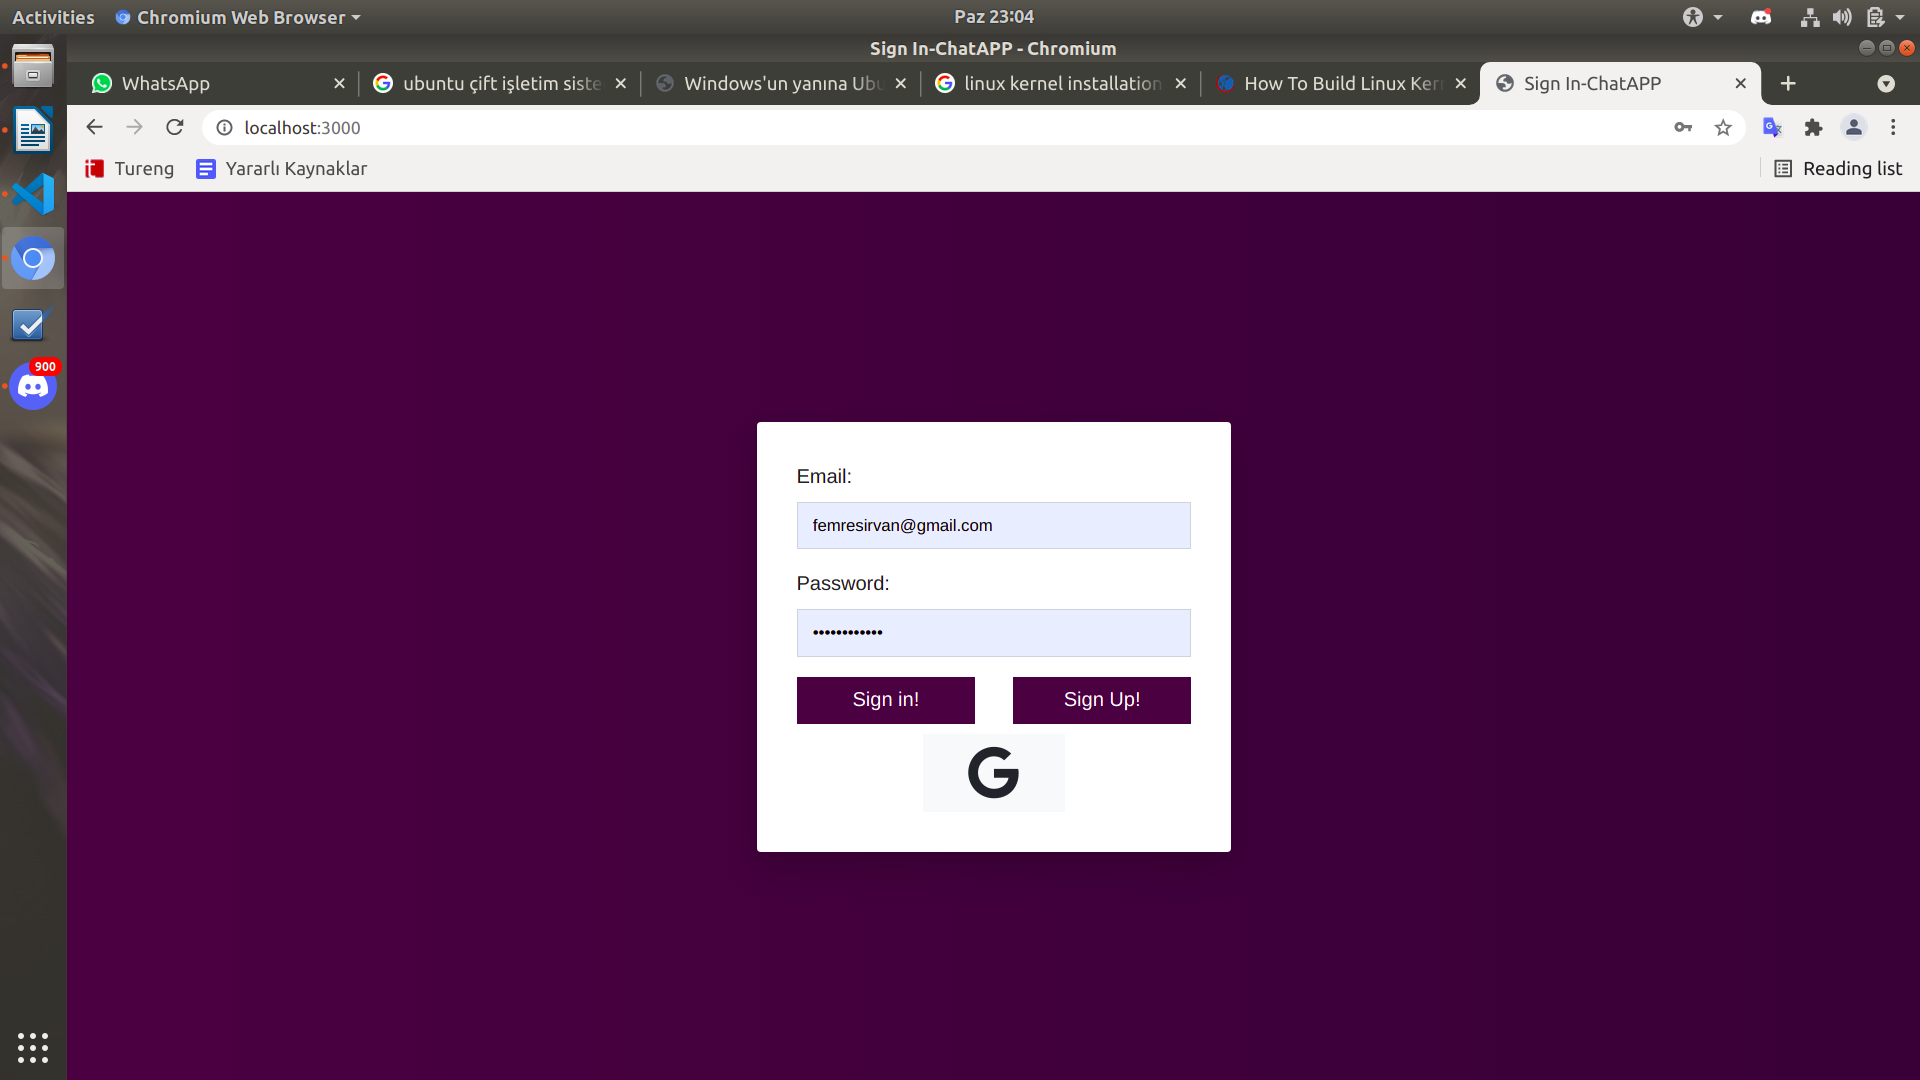 Activities
Chromium Web Browser
Paz 23:04
Sign In-ChatAPP - Chromium
WhatsApp
ubuntu çift işletim siste
Windows'un yanına Ubu
linux kernel installation
How To Build Linux Kern
Sign In-ChatAPP
localhost:3000
Tureng
Yararlı Kaynaklar
Reading list
900
Email:
femresirvan@gmail.com
Password:
••••••••••••
Sign in!
Sign Up!
G